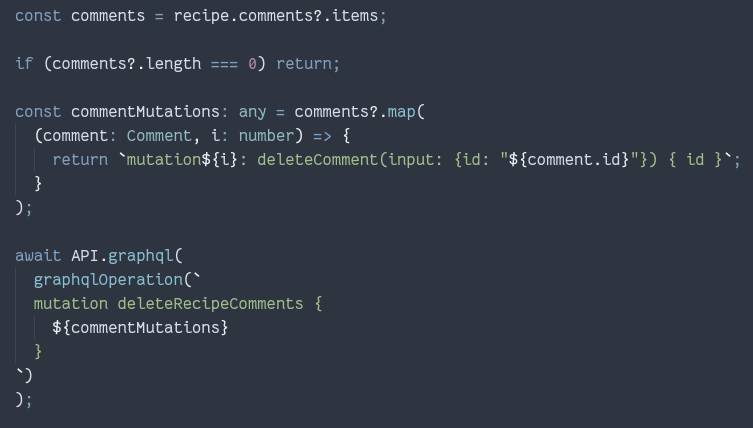 const comments = recipe.comments?.items;
if (comments?.length === 0) return;
const commentMutations: any = comments?.map(
(comment: Comment, i: number) => {
return `mutation${i}: deleteComment(input: {id: "${comment.id}"}) { id }`;
}
);
await API.graphql(
graphqlOperation(`
mutation deleteRecipeComments {
${commentMutations}
}
`)
);